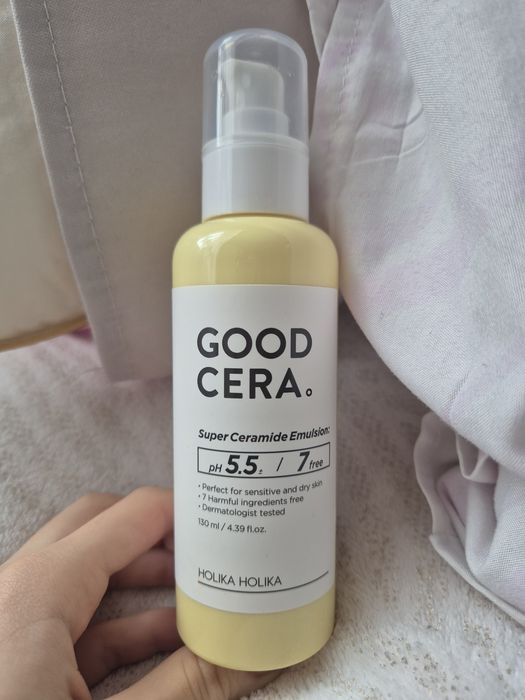 GOOD
CERA.
Super Ceramide Emulsion:
pH 5.5± / 7 free
• Perfect for sensitive and dry skin
• 7 Harmful ingredients free
• Dermatologist tested
130 ml / 4.39 fl.oz.
HOLIKA HOLIKA